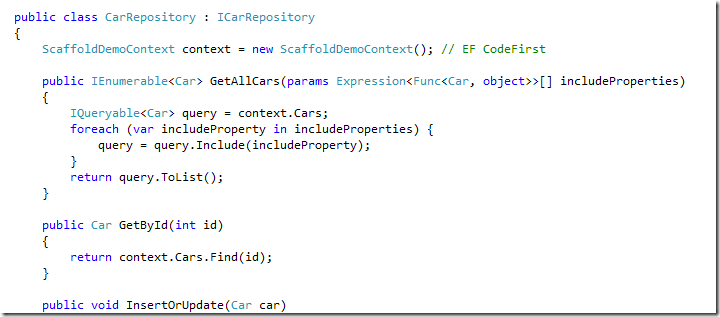 public class CarRepository : ICarRepository
{
    ScaffoldDemoContext context = new ScaffoldDemoContext(); // EF CodeFirst

    public IEnumerable<Car> GetAllCars(params Expression<Func<Car, object>>[] includeProperties)
    {
        IQueryable<Car> query = context.Cars;
        foreach (var includeProperty in includeProperties) {
            query = query.Include(includeProperty);
        }
        return query.ToList();
    }

    public Car GetById(int id)
    {
        return context.Cars.Find(id);
    }

    public void InsertOrUpdate(Car car)